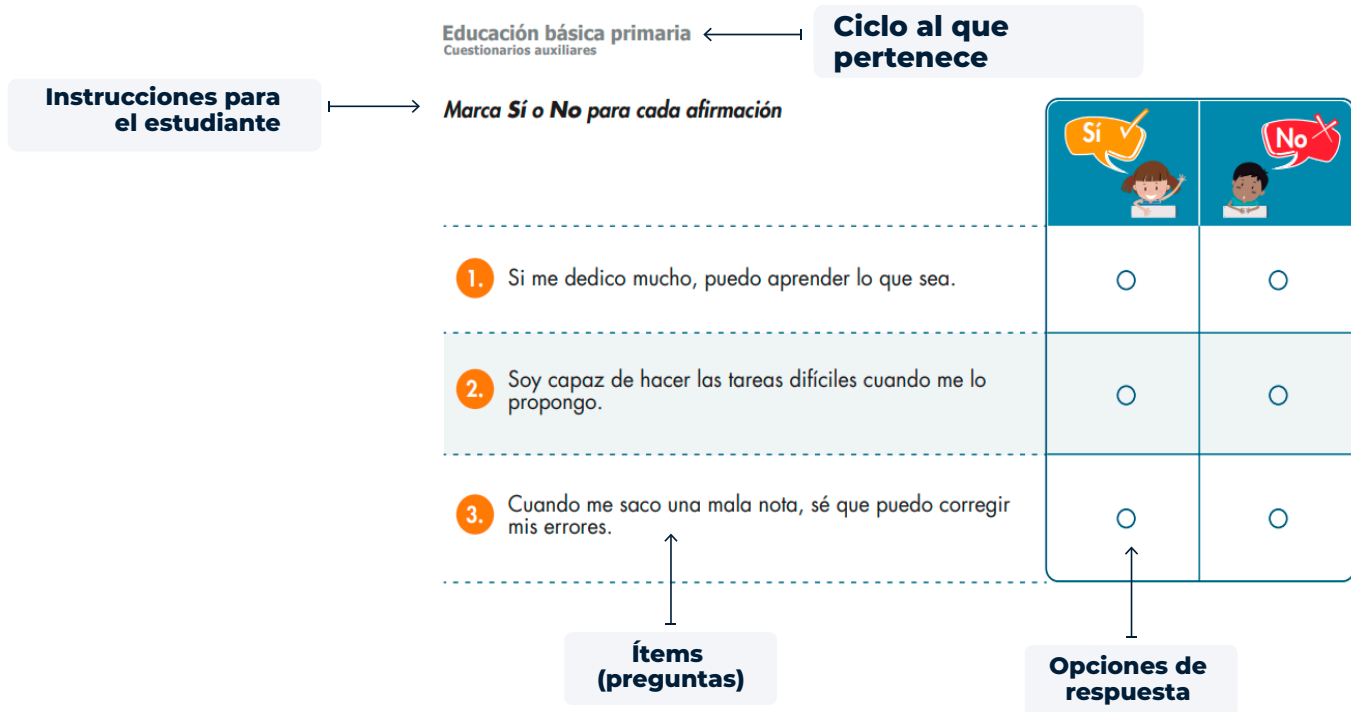 Educación básica primaria
Cuestionarios auxiliares
Ciclo al que
pertenece
Instrucciones para
el estudiante
Marca Sí o No para cada afirmación
Sí
No
1. Si me dedico mucho, puedo aprender lo que sea.
2. Soy capaz de hacer las tareas difíciles cuando me lo
propongo.
3. Cuando me saco una mala nota, sé que puedo corregir
mis errores.
Ítems
(preguntas)
Opciones de
respuesta